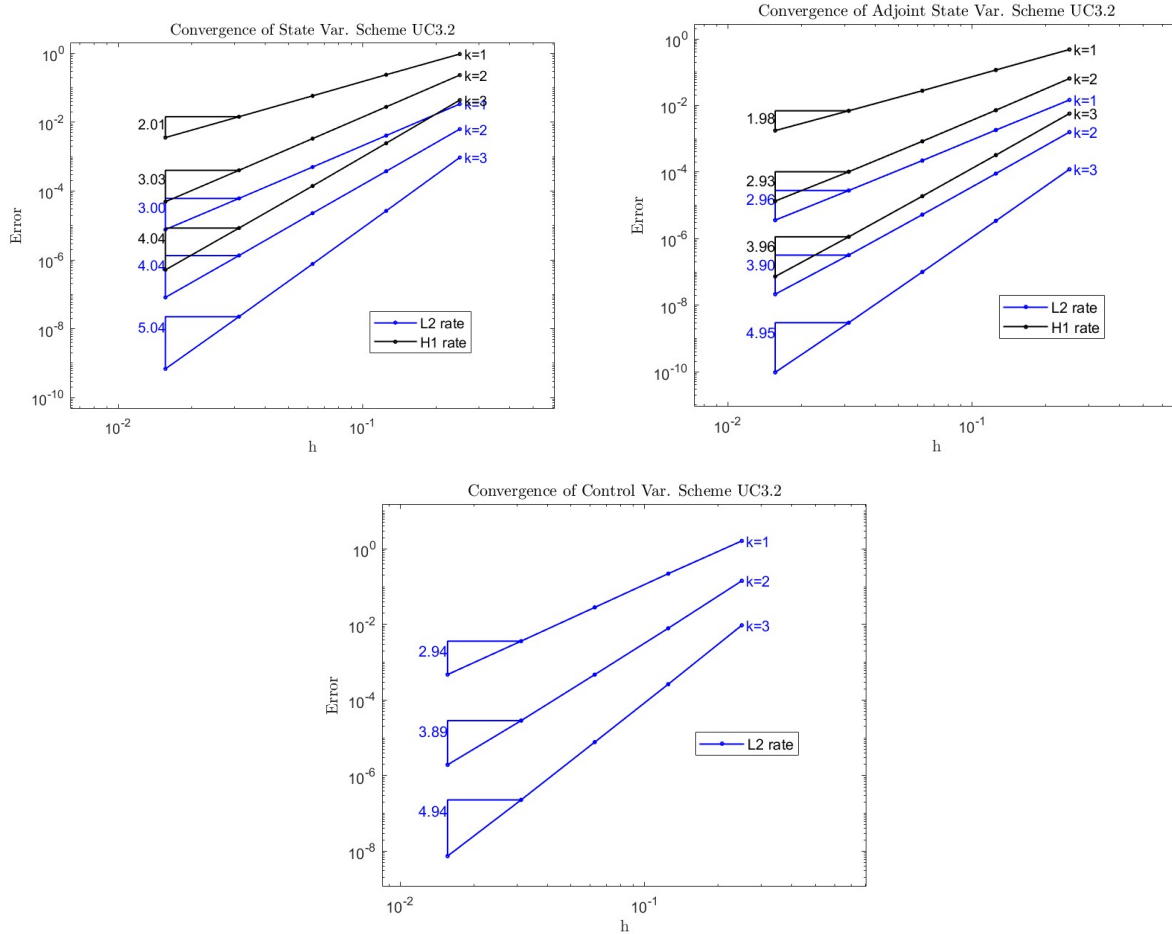 Convergence of State Var. Scheme UC3.2
10^0
10^-2
10^-4
10^-6
10^-8
10^-10
Error
2.01
3.03
3.00
4.04
4.04
5.04
k=1
k=2
k=3
k=1
k=2
k=3
L2 rate
H1 rate
10^-2
10^-1
h
Convergence of Adjoint State Var. Scheme UC3.2
10^0
10^-2
10^-4
10^-6
10^-8
10^-10
Error
1.98
2.93
2.96
3.96
3.90
4.95
k=1
k=2
k=1
k=3
k=2
k=3
L2 rate
H1 rate
10^-2
10^-1
h
Convergence of Control Var. Scheme UC3.2
10^0
10^-2
10^-4
10^-6
10^-8
Error
2.94
3.89
4.94
k=1
k=2
k=3
L2 rate
10^-2
10^-1
h